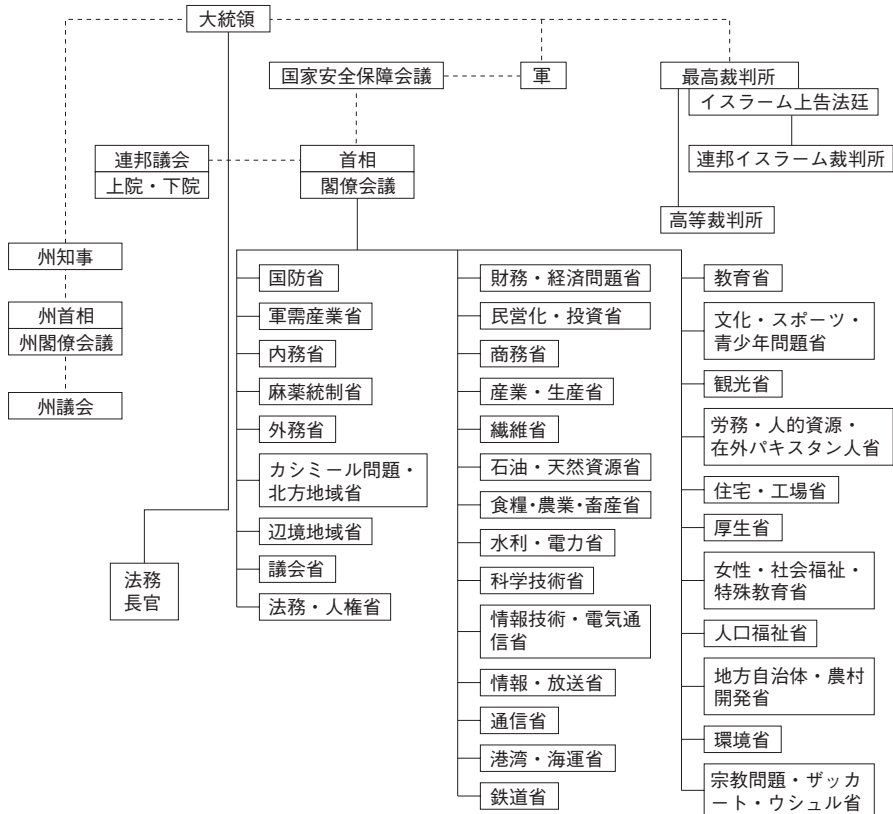 大統領
国家安全保障会議
軍
最高裁判所
イスラーム上告法廷
連邦イスラーム裁判所
高等裁判所
連邦議会
上院・下院
首相
閣僚会議
州知事
州首相
州閣僚会議
州議会
法務
長官
国防省
軍需産業省
内務省
麻薬統制省
外務省
カシミール問題・
北方地域省
辺境地域省
議会省
法務・人権省
財務・経済問題省
民営化・投資省
商務省
産業・生産省
繊維省
石油・天然資源省
食糧・農業・畜産省
水利・電力省
科学技術省
情報技術・電気通
信省
情報・放送省
通信省
港湾・海運省
鉄道省
教育省
文化・スポーツ・
青少年問題省
観光省
労務・人的資源・
在外パキスタン人省
住宅・工場省
厚生省
女性・社会福祉・
特殊教育省
人口福祉省
地方自治体・農村
開発省
環境省
宗教問題・ザッカ
ート・ウシュル省